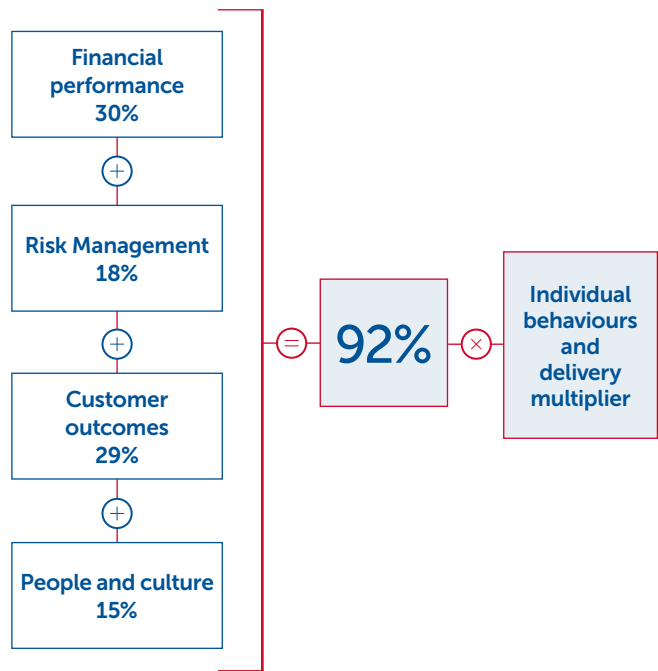 Financial
performance
30%
+
Risk Management
18%
+
Customer
outcomes
29%
+
People and culture
15%
=
92%
×
Individual
behaviours
and
delivery
multiplier